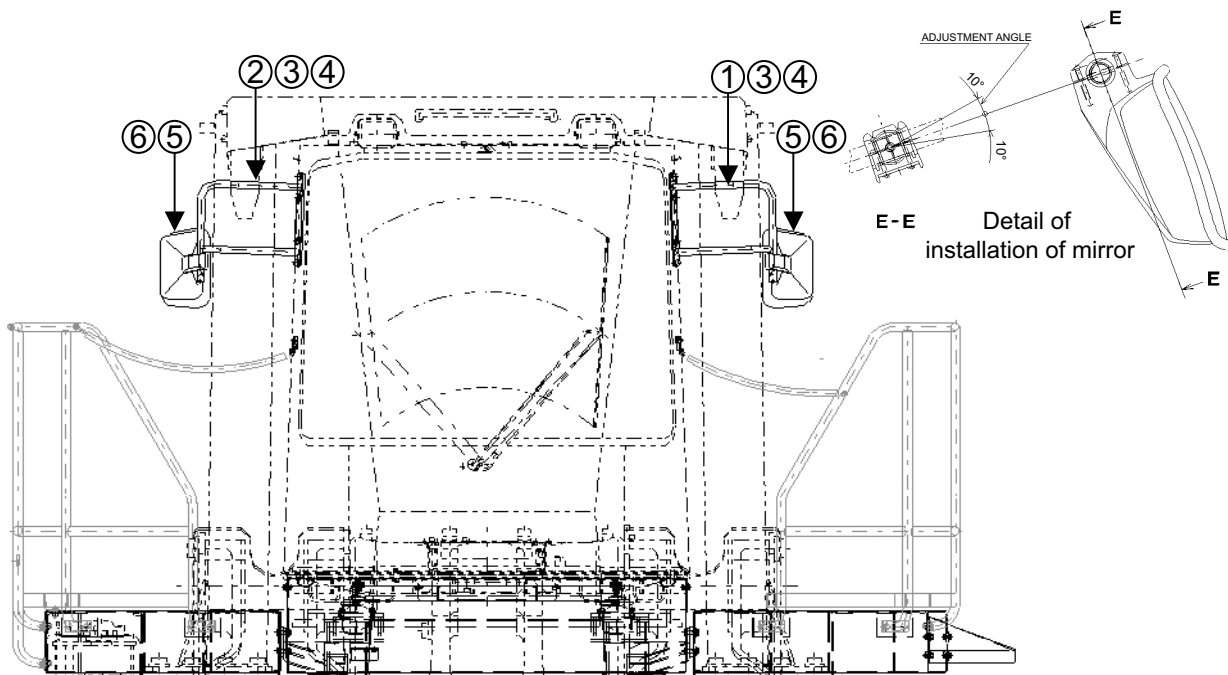 E
ADJUSTMENT ANGLE
②③④
①③④
10°
⑥⑤
⑤⑥
10°
E-E
Detail of
installation of mirror
E